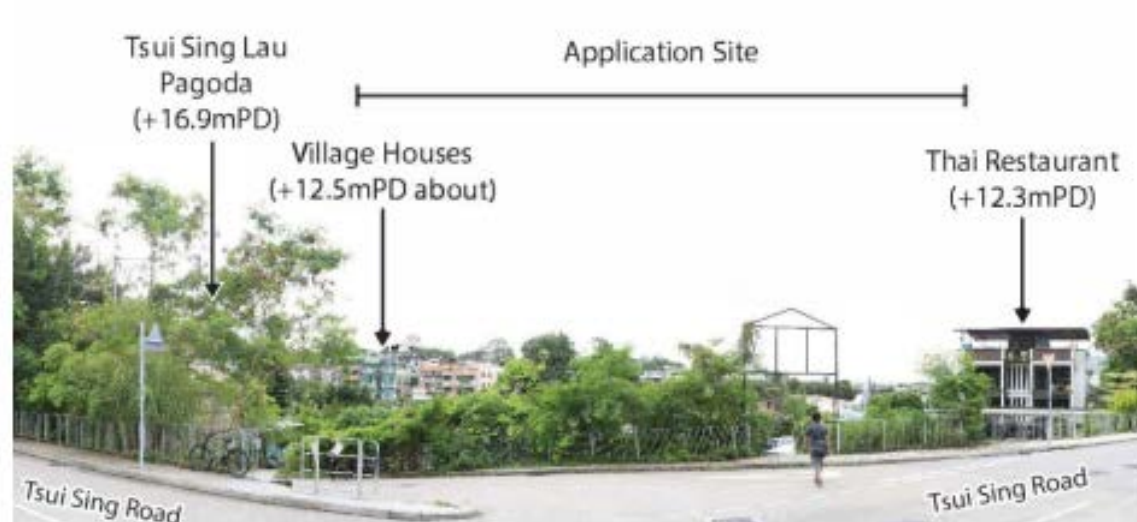 Tsui Sing Lau
Pagoda
(+16.9mPD)
Application Site
Village Houses
(+12.5mPD about)
Thai Restaurant
(+12.3mPD)
Tsui Sing Road
Tsui Sing Road